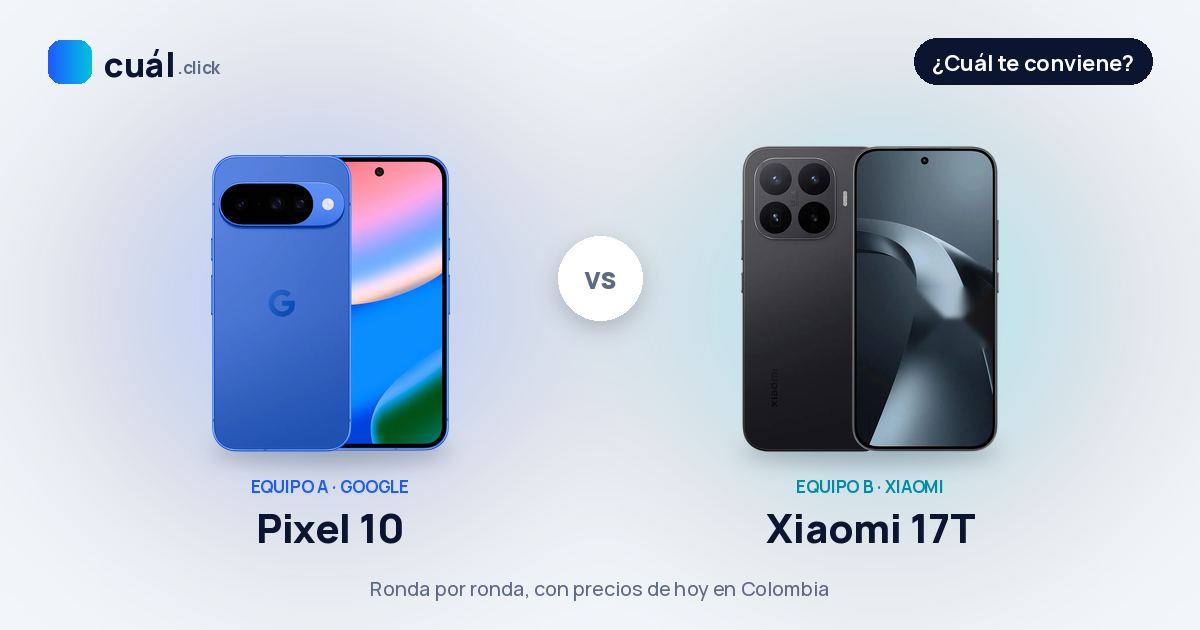 cuál.click
¿Cuál te conviene?
G
xiaomi
VS
EQUIPO A · GOOGLE
Pixel 10
EQUIPO B · XIAOMI
Xiaomi 17T
Ronda por ronda, con precios de hoy en Colombia